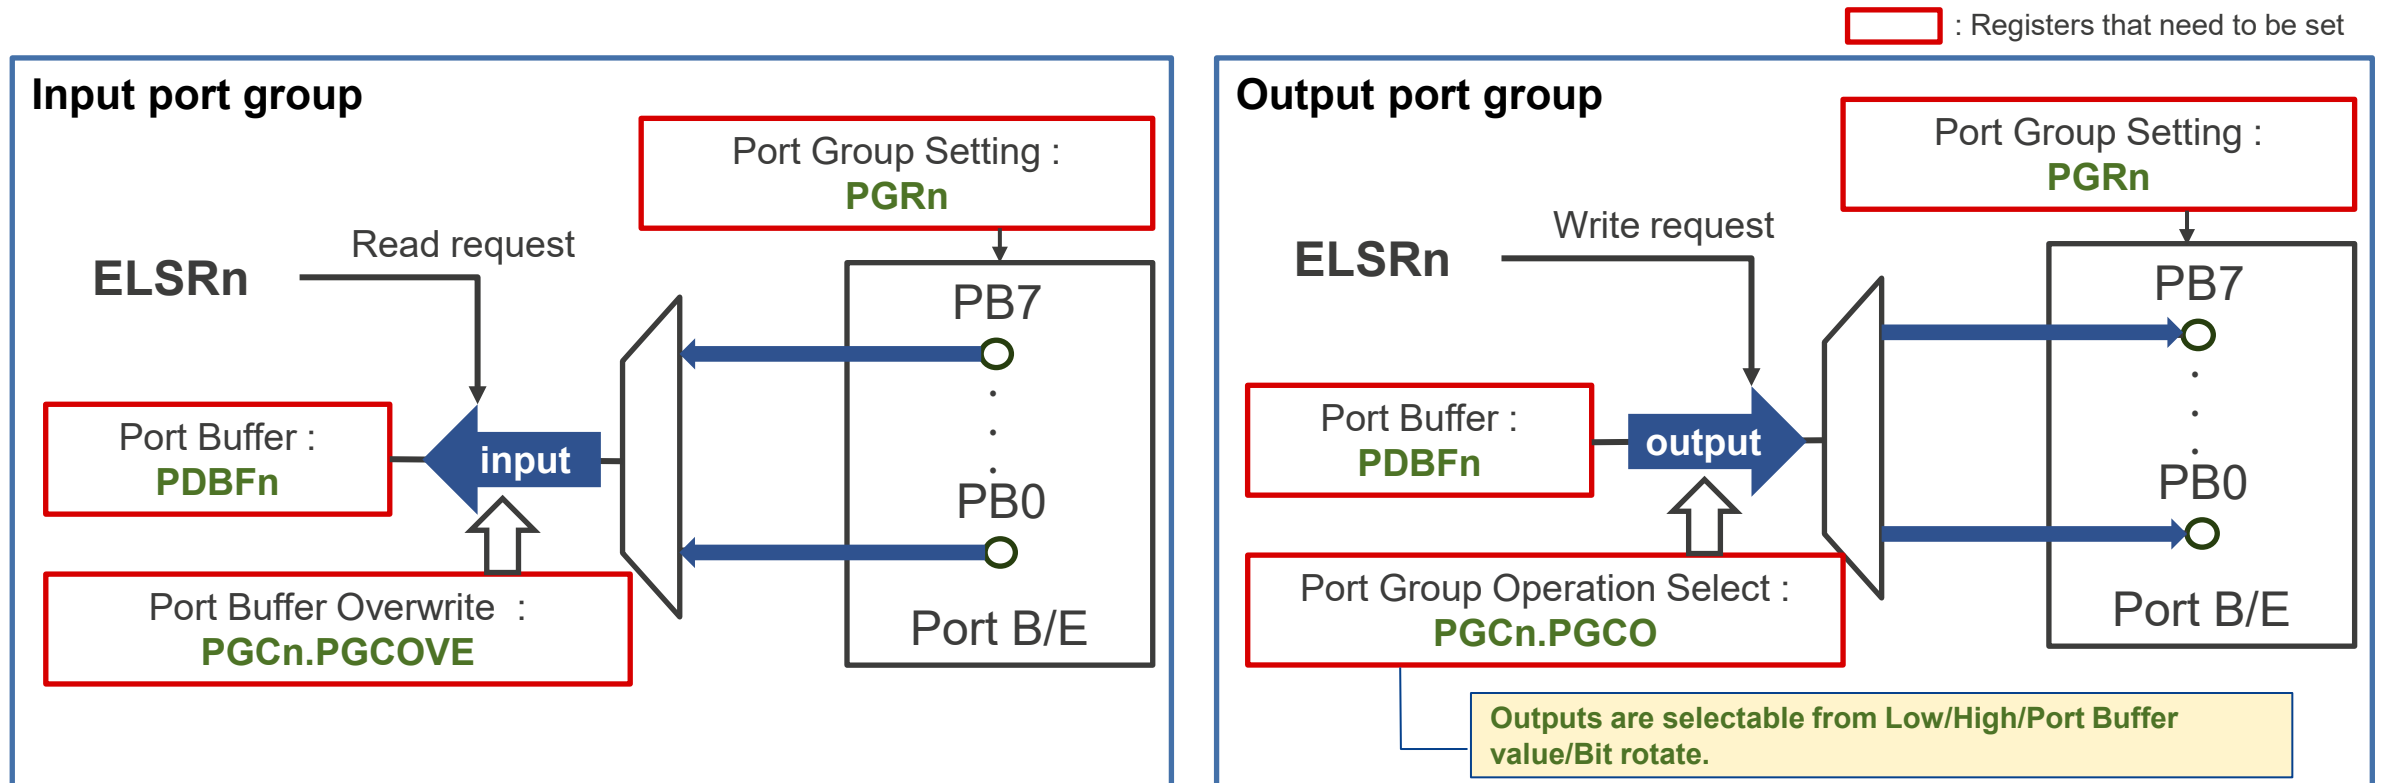 : Registers that need to be set
Input port group
Port Group Setting :
PGRn
Read request
ELSRn
PB7
.
.
.
PB0
Port B/E
input
Port Buffer :
PDBFn
Port Buffer Overwrite :
PGCn.PGCOVE
Output port group
Port Group Setting :
PGRn
Write request
ELSRn
PB7
.
.
.
PB0
Port B/E
output
Port Buffer :
PDBFn
Port Group Operation Select :
PGCn.PGCO
Outputs are selectable from Low/High/Port Buffer
value/Bit rotate.